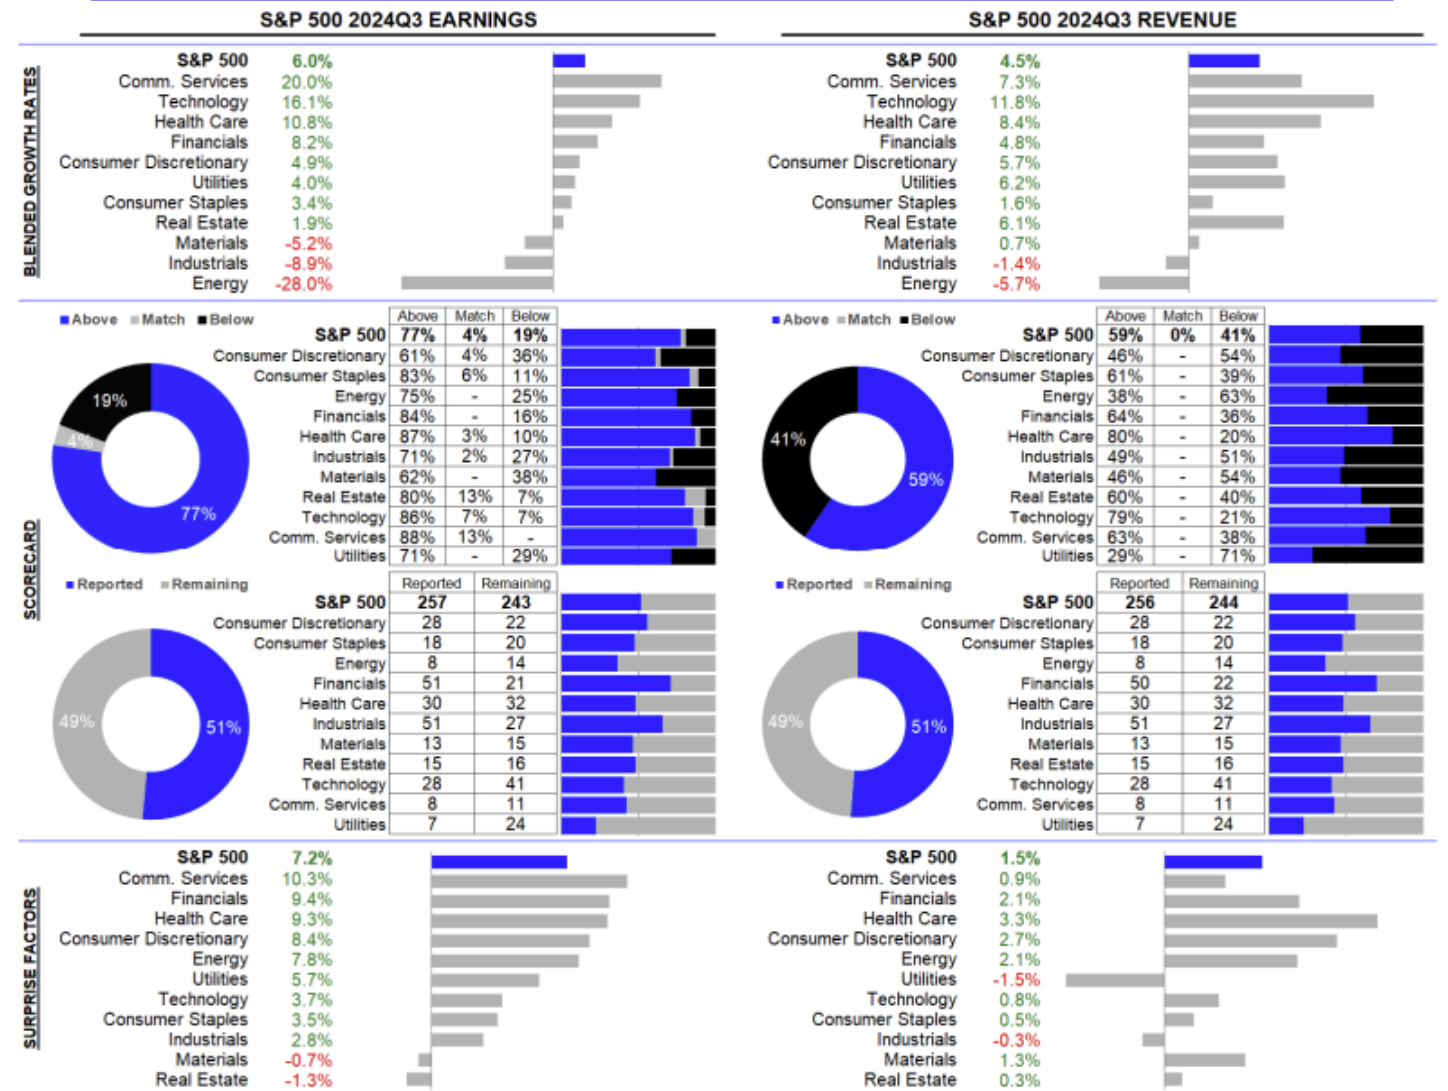 S&P 500 2024Q3 EARNINGS
S&P 500 2024Q3 REVENUE
BLENDED GROWTH RATES
S&P 500 6.0%
Comm. Services 20.0%
Technology 16.1%
Health Care 10.8%
Financials 8.2%
Consumer Discretionary 4.9%
Utilities 4.0%
Consumer Staples 3.4%
Real Estate 1.9%
Materials -5.2%
Industrials -8.9%
Energy -28.0%
S&P 500 4.5%
Comm. Services 7.3%
Technology 11.8%
Health Care 8.4%
Financials 4.8%
Consumer Discretionary 5.7%
Utilities 6.2%
Consumer Staples 1.6%
Real Estate 6.1%
Materials 0.7%
Industrials -1.4%
Energy -5.7%
SCORECARD
Above Match Below
19%
4%
77%
Above Match Below
S&P 500 77% 4% 19%
Consumer Discretionary 61% 4% 36%
Consumer Staples 83% 6% 11%
Energy 75% - 25%
Financials 84% - 16%
Health Care 87% 3% 10%
Industrials 71% 2% 27%
Materials 62% - 38%
Real Estate 80% 13% 7%
Technology 86% 7% 7%
Comm. Services 88% 13% -
Utilities 71% - 29%
Above Match Below
41%
59%
Above Match Below
S&P 500 59% 0% 41%
Consumer Discretionary 46% - 54%
Consumer Staples 61% - 39%
Energy 38% - 63%
Financials 64% - 36%
Health Care 80% - 20%
Industrials 49% - 51%
Materials 46% - 54%
Real Estate 60% - 40%
Technology 79% - 21%
Comm. Services 63% - 38%
Utilities 29% - 71%
Reported Remaining
49%
51%
Reported Remaining
S&P 500 257 243
Consumer Discretionary 28 22
Consumer Staples 18 20
Energy 8 14
Financials 51 21
Health Care 30 32
Industrials 51 27
Materials 13 15
Real Estate 15 16
Technology 28 41
Comm. Services 8 11
Utilities 7 24
Reported Remaining
49%
51%
Reported Remaining
S&P 500 256 244
Consumer Discretionary 28 22
Consumer Staples 18 20
Energy 8 14
Financials 50 22
Health Care 30 32
Industrials 51 27
Materials 13 15
Real Estate 15 16
Technology 28 41
Comm. Services 8 11
Utilities 7 24
SURPRISE FACTORS
S&P 500 7.2%
Comm. Services 10.3%
Financials 9.4%
Health Care 9.3%
Consumer Discretionary 8.4%
Energy 7.8%
Utilities 5.7%
Technology 3.7%
Consumer Staples 3.5%
Industrials 2.8%
Materials -0.7%
Real Estate -1.3%
S&P 500 1.5%
Comm. Services 0.9%
Financials 2.1%
Health Care 3.3%
Consumer Discretionary 2.7%
Energy 2.1%
Utilities -1.5%
Technology 0.8%
Consumer Staples 0.5%
Industrials -0.3%
Materials 1.3%
Real Estate 0.3%